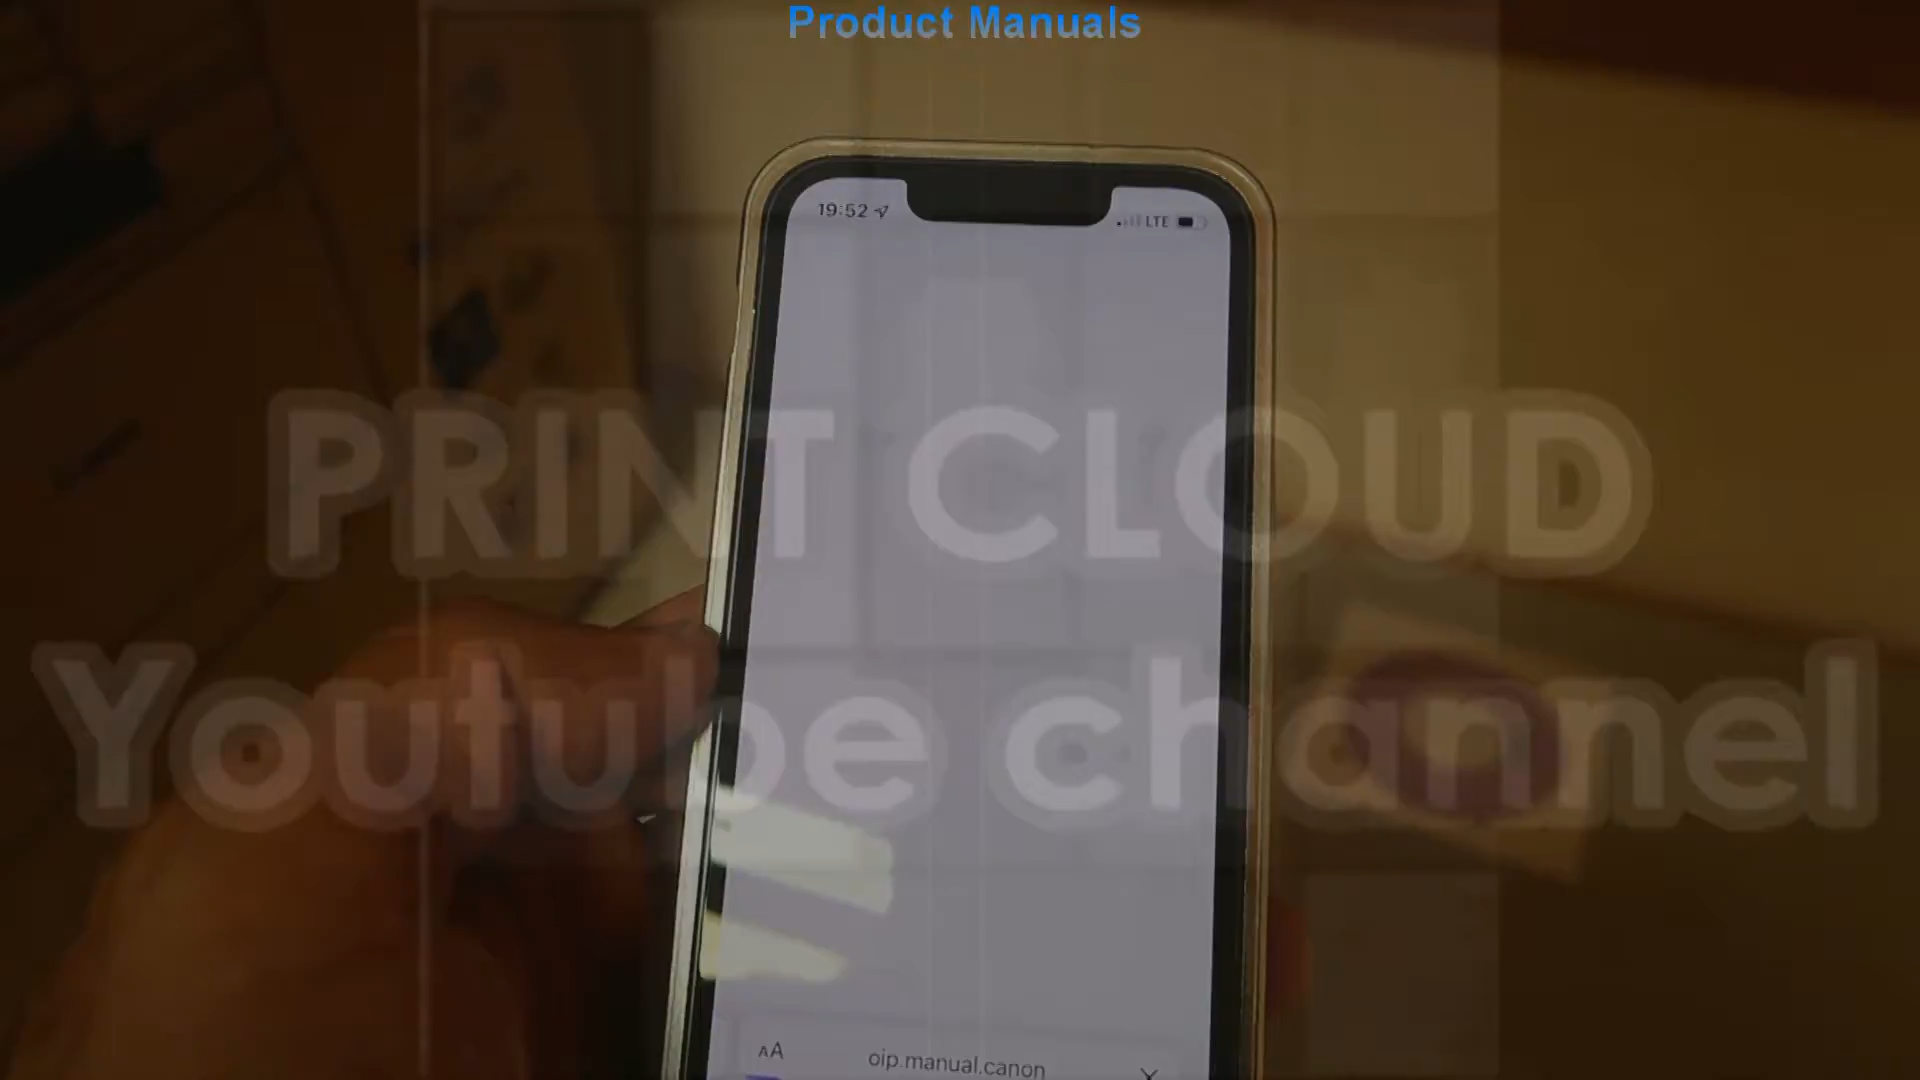 Product Manuals
19:52
LTE
PRINT CLOUD
Youtube channel
AA
oip.manual.canon